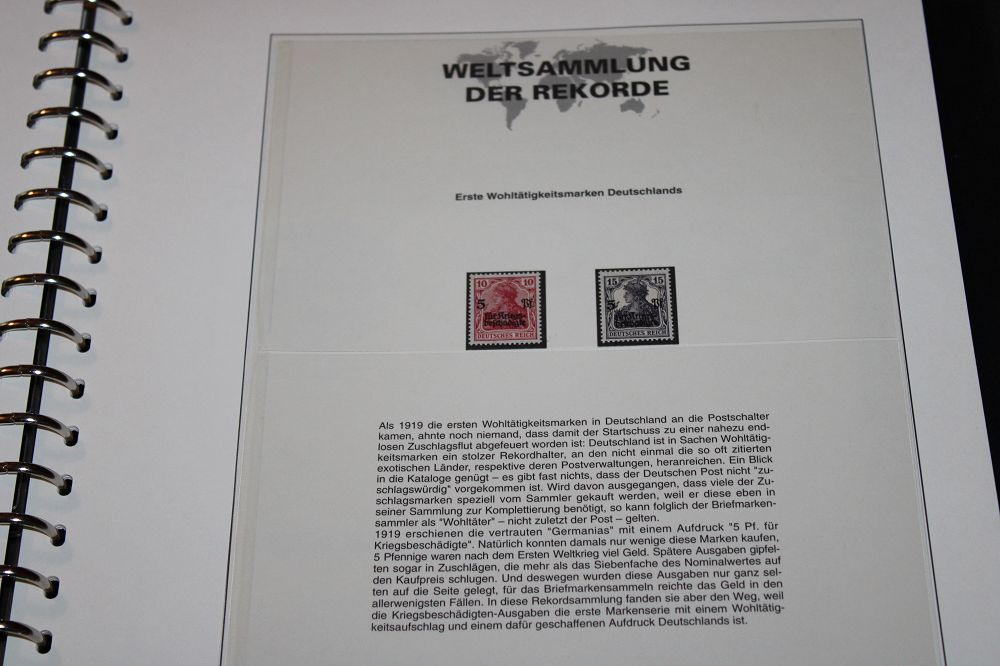 WELTSAMMLUNG
DER REKORDE
Erste Wohltätigkeitsmarken Deutschlands
10 10
5 Pf
für Kriegs-
beschädigte
DEUTSCHES REICH
15 15
5 Pf
für Kriegs-
beschädigte
DEUTSCHES REICH
Als 1919 die ersten Wohltätigkeitsmarken in Deutschland an die Postschalter
kamen, ahnte noch niemand, dass damit der Startschuss zu einer nahezu end-
losen Zuschlagsflut abgefeuert worden ist: Deutschland ist in Sachen Wohltätig-
keitsmarken ein stolzer Rekordhalter, an den nicht einmal die so oft zitierten
exotischen Länder, respektive deren Postverwaltungen, heranreichen. Ein Blick
in die Kataloge genügt – es gibt fast nichts, dass der Deutschen Post nicht "zu-
schlagswürdig" vorgekommen ist. Wird davon ausgegangen, dass viele der Zu-
schlagsmarken speziell vom Sammler gekauft werden, weil er diese eben in
seiner Sammlung zur Komplettierung benötigt, so kann folglich der Briefmarken-
sammler als "Wohltäter" – nicht zuletzt der Post – gelten.
1919 erschienen die vertrauten "Germanias" mit einem Aufdruck "5 Pf. für
Kriegsbeschädigte". Natürlich konnten damals nur wenige diese Marken kaufen,
5 Pfennige waren nach dem Ersten Weltkrieg viel Geld. Spätere Ausgaben gipfel-
ten sogar in Zuschlägen, die mehr als das Siebenfache des Nominalwertes auf
den Kaufpreis schlugen. Und deswegen wurden diese Ausgaben nur ganz sel-
ten auf die Seite gelegt, für das Briefmarkensammeln reichte das Geld in den
allerwenigsten Fällen. In diese Rekordsammlung fanden sie aber den Weg, weil
die Kriegsbeschädigten-Ausgaben die erste Markenserie mit einem Wohltätig-
keitsaufschlag und einem dafür geschaffenen Aufdruck Deutschlands ist.